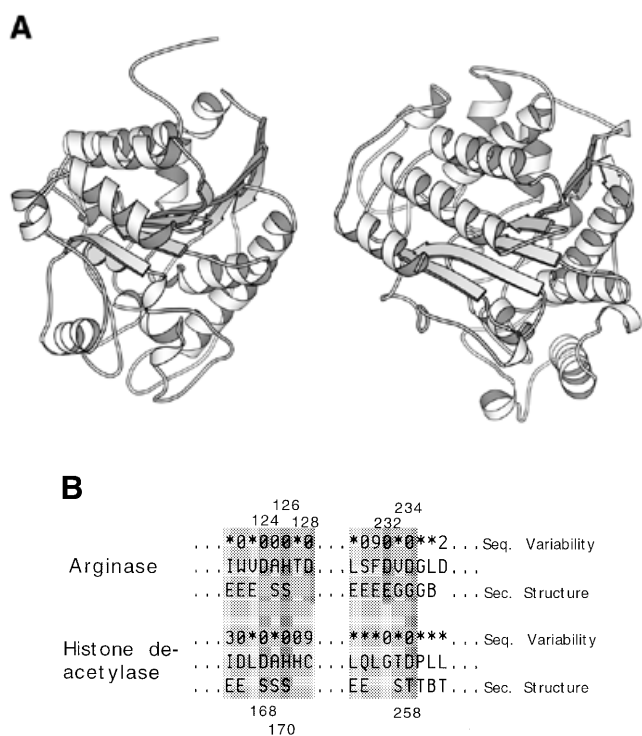 A
B
126
234
124 128 232
...*0*000*0 ...*090*0**2... Seq. Variability
Arginase ...IWVDAHTD ...LSFDVDGLD...
...EEE SS ...EEEEGGGB ... Sec. Structure
...30*0*009 ...***0*0***... Seq. Variability
Histone de-
acetylase ...IDLDAHHC ...LQLGTDPLL...
...EE SSS ...EE STTBT... Sec. Structure
168 258
170